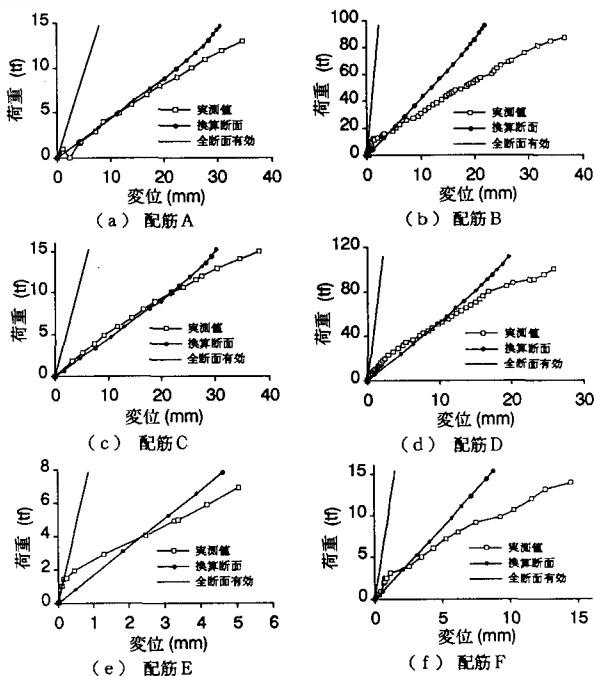 荷重 (tf)
15
10
5
0
0 10 20 30 40
実測値
換算断面
全断面有効
変位 (mm)
(a) 配筋A
荷重 (tf)
100
80
60
40
20
0
0 10 20 30 40
実測値
換算断面
全断面有効
変位 (mm)
(b) 配筋B
荷重 (tf)
15
10
5
0
0 10 20 30 40
実測値
換算断面
全断面有効
変位 (mm)
(c) 配筋C
荷重 (tf)
120
80
40
0
0 10 20 30
実測値
換算断面
全断面有効
変位 (mm)
(d) 配筋D
荷重 (tf)
8
6
4
2
0
0 1 2 3 4 5 6
実測値
換算断面
全断面有効
変位 (mm)
(e) 配筋E
荷重 (tf)
15
10
5
0
0 5 10 15
実測値
換算断面
全断面有効
変位 (mm)
(f) 配筋F